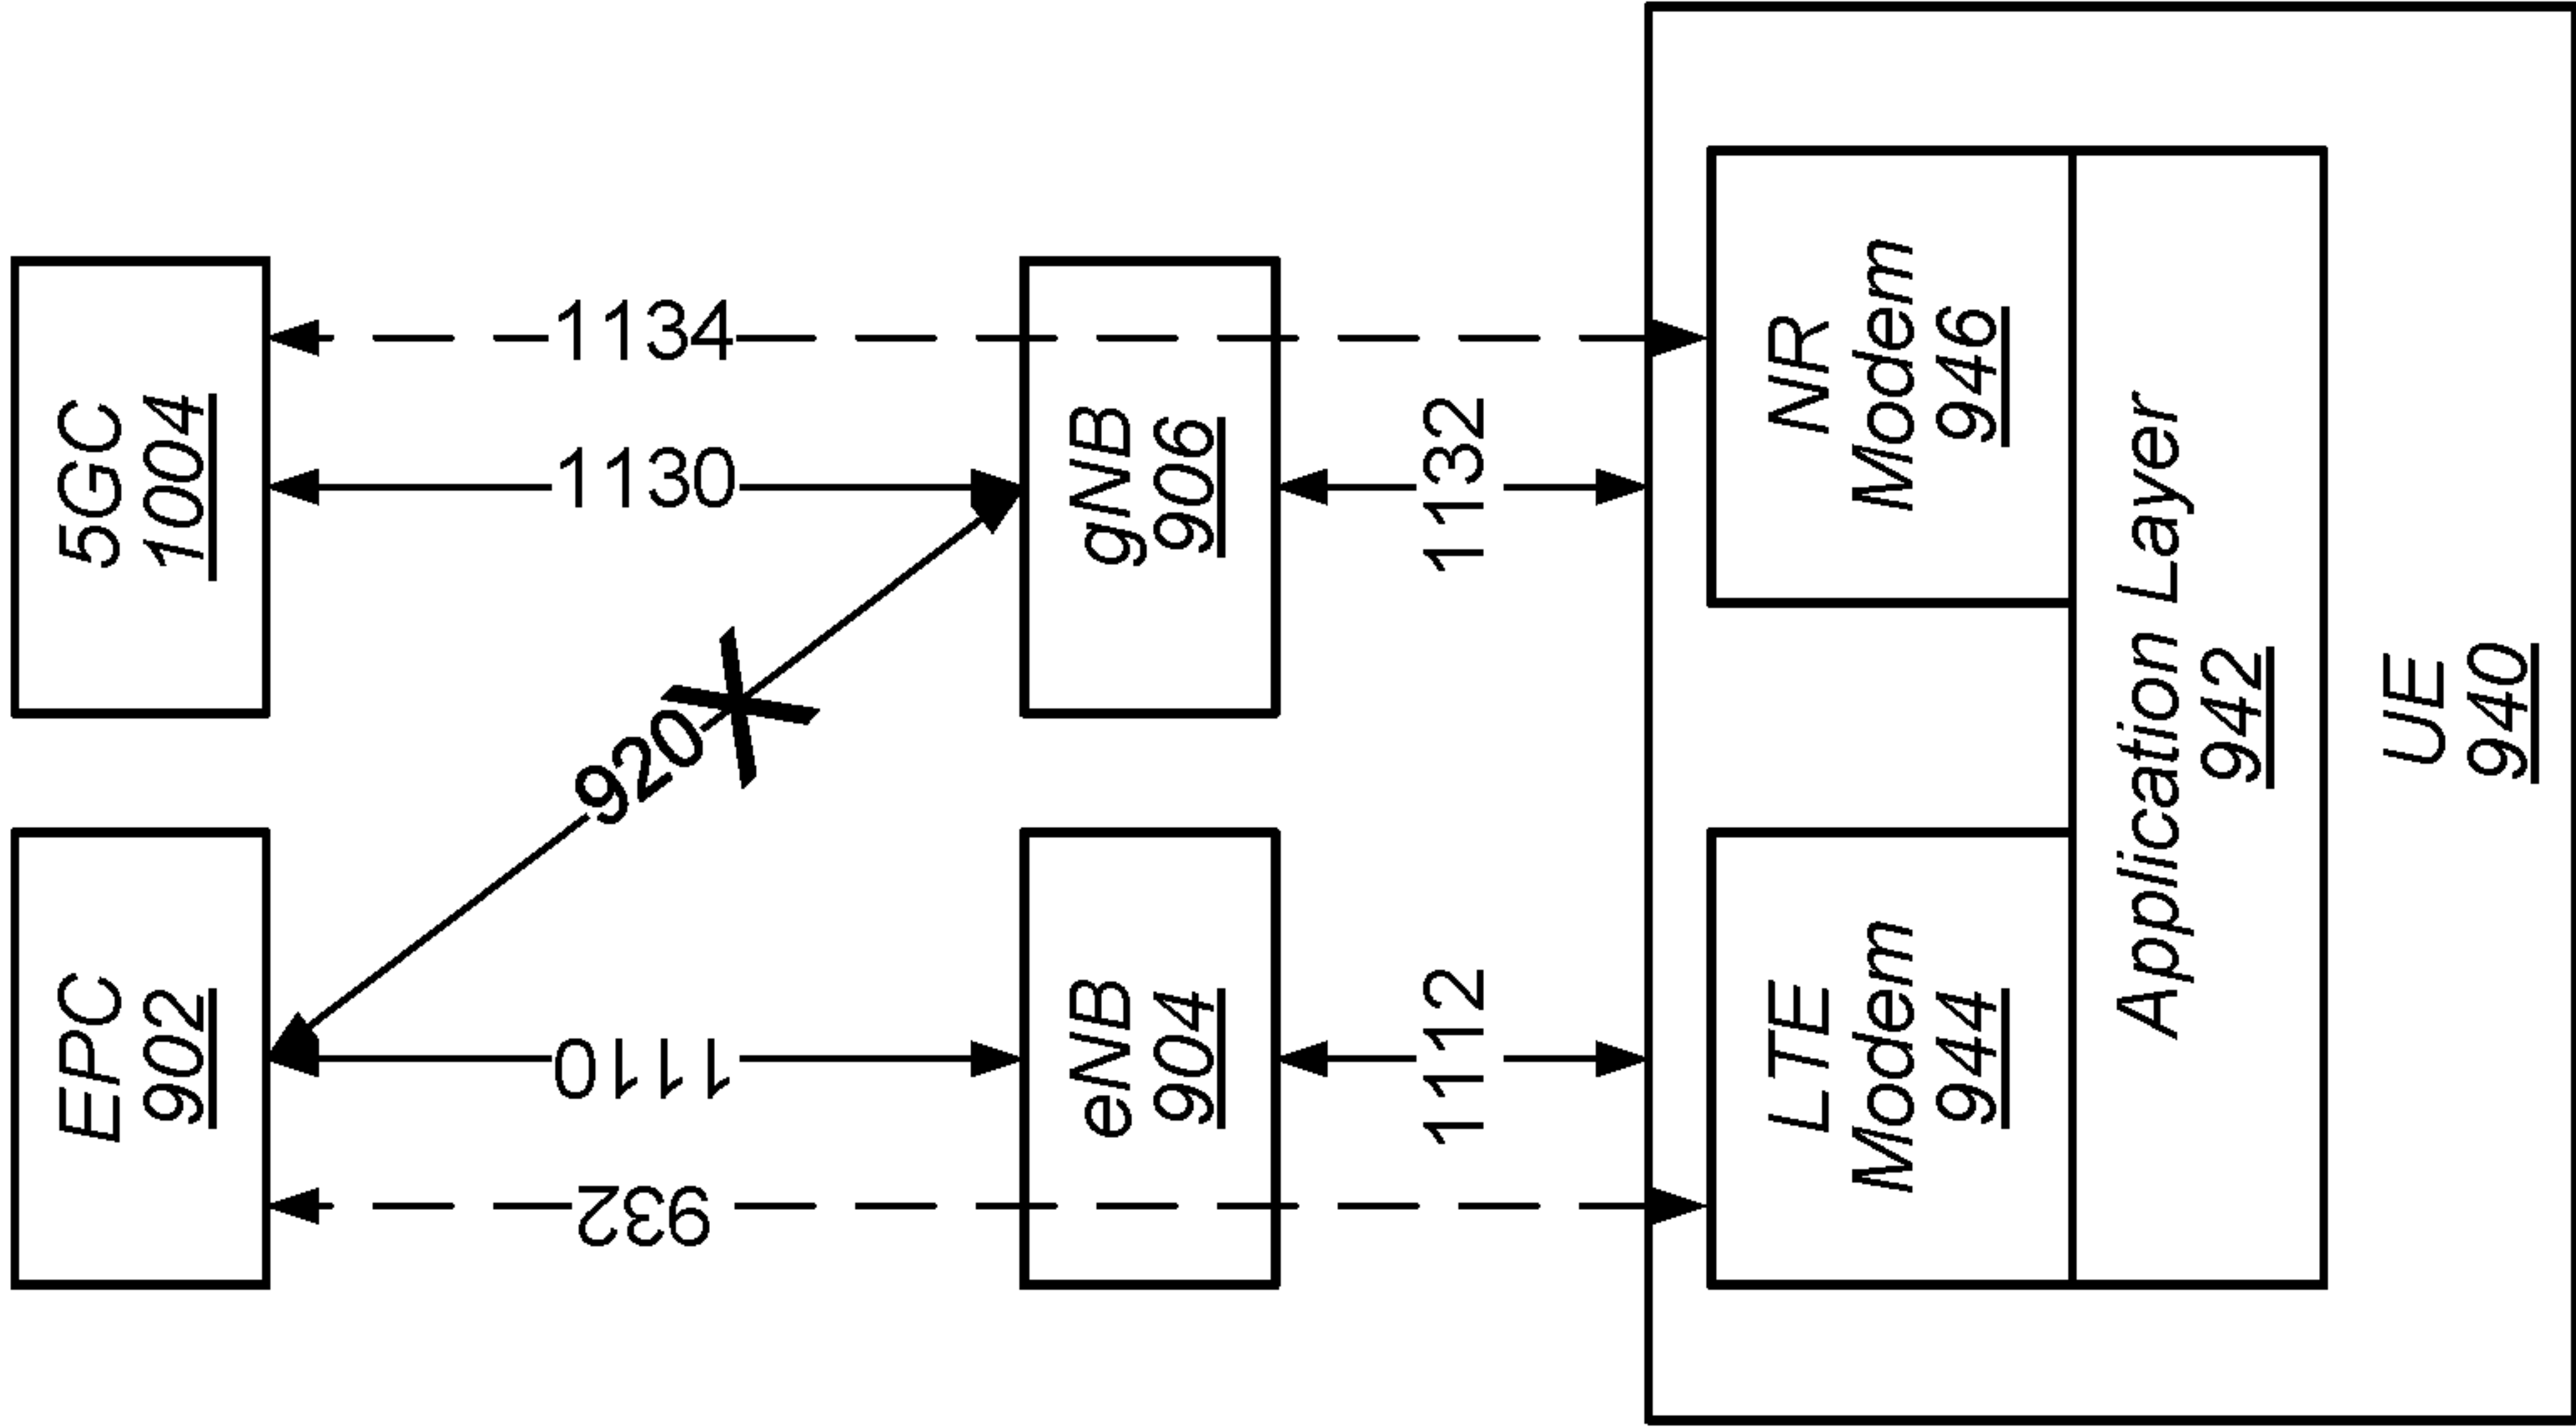 EPC
902
5GC
1004
932
1110
920
X
1130
1134
eNB
904
gNB
906
1112
1132
LTE
Modem
944
NR
Modem
946
Application Layer
942
UE
940